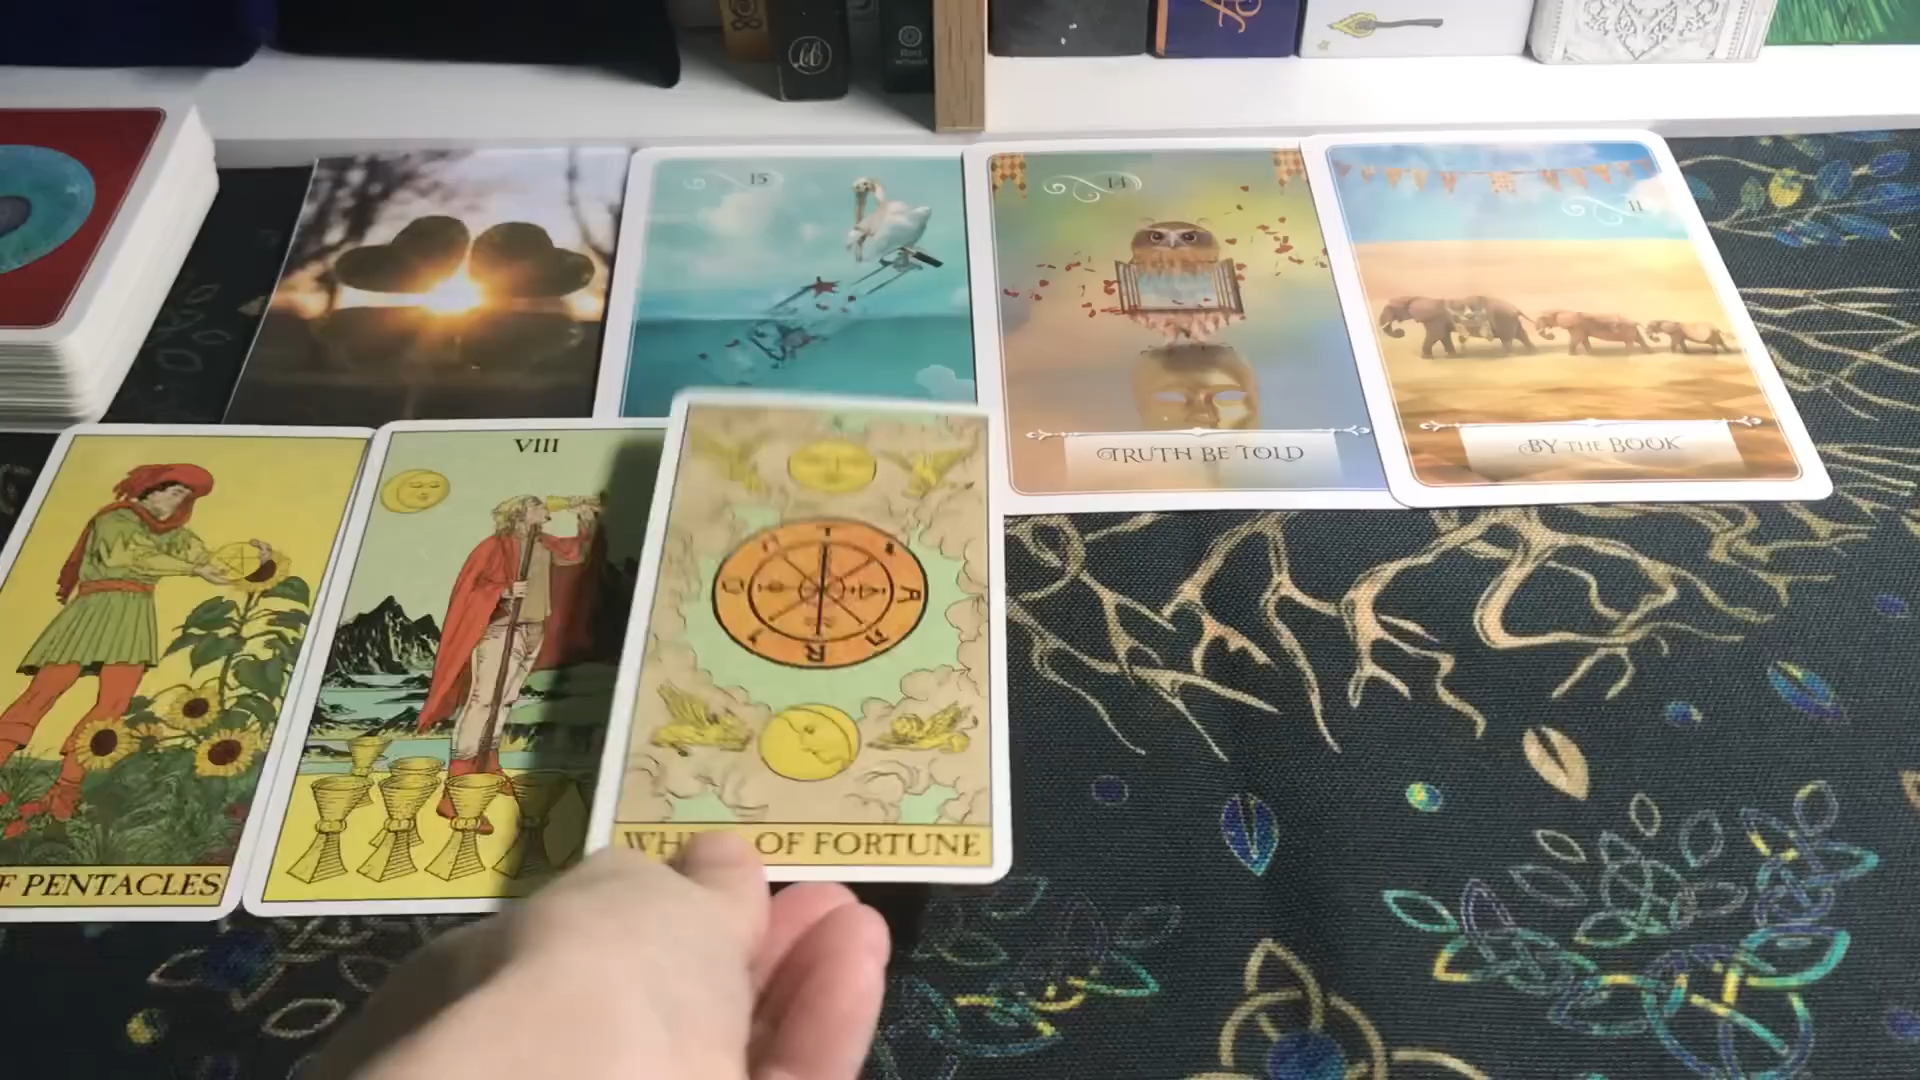 15
14
TRUTH BE TOLD
11
BY THE BOOK
F PENTACLES
VIII
T
A
R
OF FORTUNE